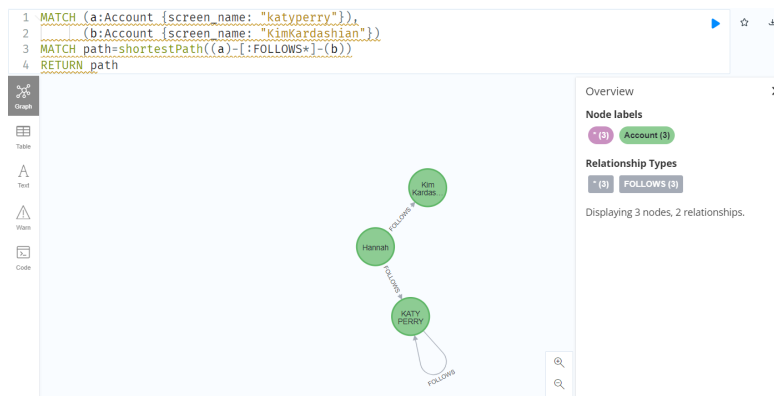 1 MATCH (a:Account {screen_name: "katyperry"}),
2 (b:Account {screen_name: "KimKardashian"})
3 MATCH path=shortestPath((a)-[:FOLLOWS*]-(b))
4 RETURN path
Graph
Table
Text
Warn
Code
Kim
Kardas...
FOLLOWS
Hannah
FOLLOWS
KATY
PERRY
FOLLOWS
Overview
Node labels
* (3) Account (3)
Relationship Types
* (3) FOLLOWS (3)
Displaying 3 nodes, 2 relationships.